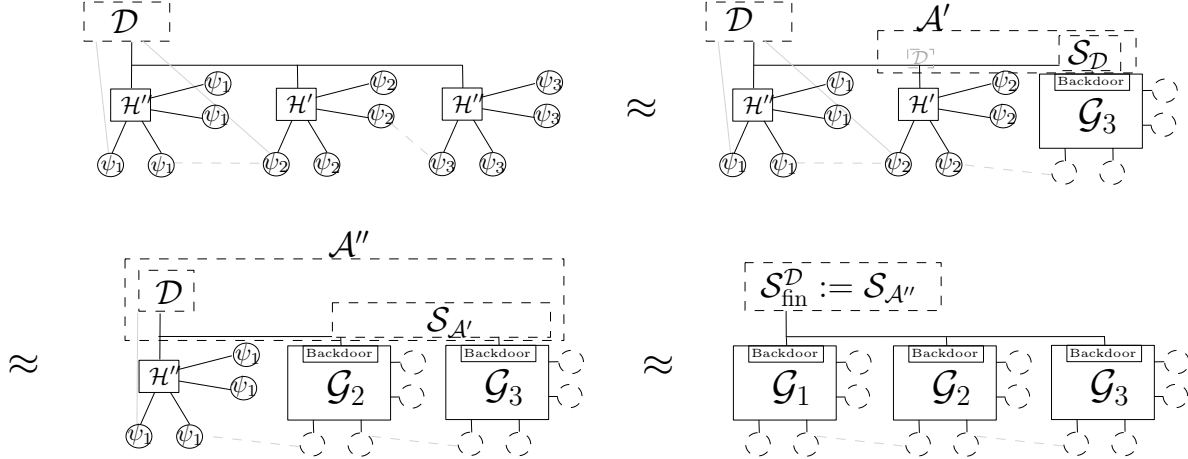 𝒟
ℋ″ ψ₁ ψ₁ ψ₁ ψ₁
ℋ′ ψ₂ ψ₂ ψ₂ ψ₂
ℋ″ ψ₃ ψ₃ ψ₃ ψ₃
≈
𝒟 𝒜′
𝒟 𝒮_𝒟
ℋ″ ψ₁ ψ₁ ψ₁ ψ₁
ℋ′ ψ₂ ψ₂ ψ₂ ψ₂
Backdoor
𝒢₃
≈
𝒜″
𝒟
𝒮_𝒜′
ℋ″ ψ₁ ψ₁ ψ₁ ψ₁
Backdoor
𝒢₂
Backdoor
𝒢₃
≈
𝒮_fin^𝒟 := 𝒮_𝒜″
Backdoor
𝒢₁
Backdoor
𝒢₂
Backdoor
𝒢₃